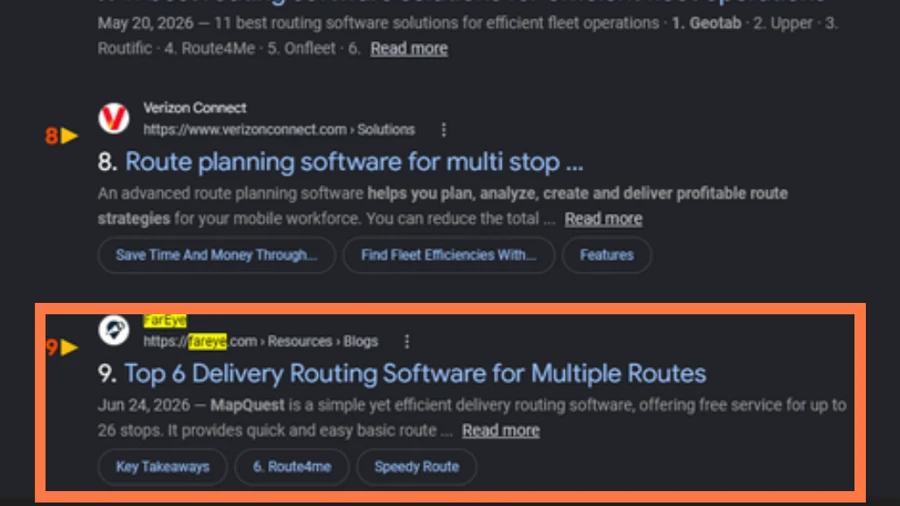 May 20, 2026 — 11 best routing software solutions for efficient fleet operations · 1. Geotab · 2. Upper · 3.
Routific · 4. Route4Me · 5. Onfleet · 6. Read more
Verizon Connect
8
https://www.verizonconnect.com › Solutions
8. Route planning software for multi stop ...
An advanced route planning software helps you plan, analyze, create and deliver profitable route
strategies for your mobile workforce. You can reduce the total ... Read more
Save Time And Money Through...
Find Fleet Efficiencies With...
Features
FarEye
9
https://fareye.com › Resources › Blogs
9. Top 6 Delivery Routing Software for Multiple Routes
Jun 24, 2026 — MapQuest is a simple yet efficient delivery routing software, offering free service for up to
26 stops. It provides quick and easy basic route ... Read more
Key Takeaways
6. Route4me
Speedy Route